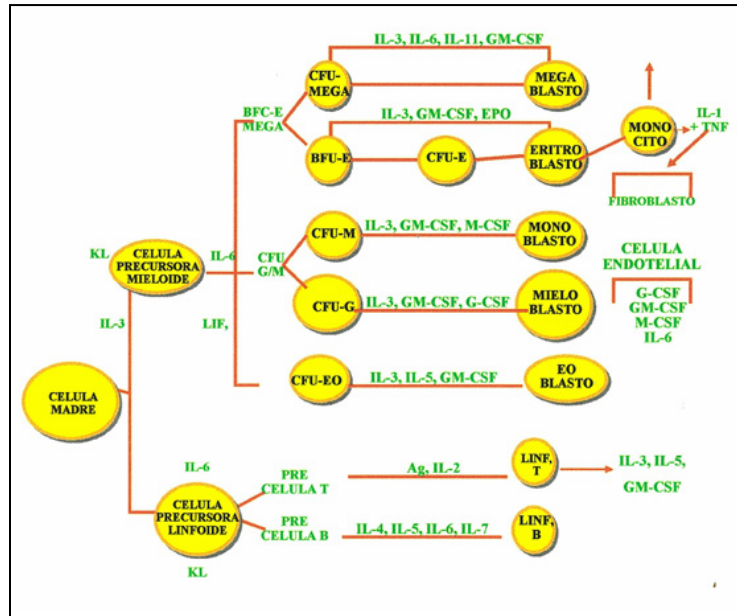 IL-3, IL-6, IL-11, GM-CSF
CFU-
MEGA
MEGA
BLASTO
BFC-E
MEGA
IL-3, GM-CSF, EPO
BFU-E
CFU-E
ERITRO
BLASTO
MONO
CITO
IL-1
+ TNF
FIBROBLASTO
KL
CELULA
PRECURSORA
MIELOIDE
IL-6
CFU
G/M
CFU-M
IL-3, GM-CSF, M-CSF
MONO
BLASTO
CFU-G
IL-3, GM-CSF, G-CSF
MIELO
BLASTO
CELULA
ENDOTELIAL
G-CSF
GM-CSF
M-CSF
IL-6
IL-3
LIF,
CFU-EO
IL-3, IL-5, GM-CSF
EO
BLASTO
CELULA
MADRE
IL-6
CELULA
PRECURSORA
LINFOIDE
KL
PRE
CELULA T
Ag, IL-2
LINF,
T
IL-3, IL-5,
GM-CSF
PRE
CELULA B
IL-4, IL-5, IL-6, IL-7
LINF,
B